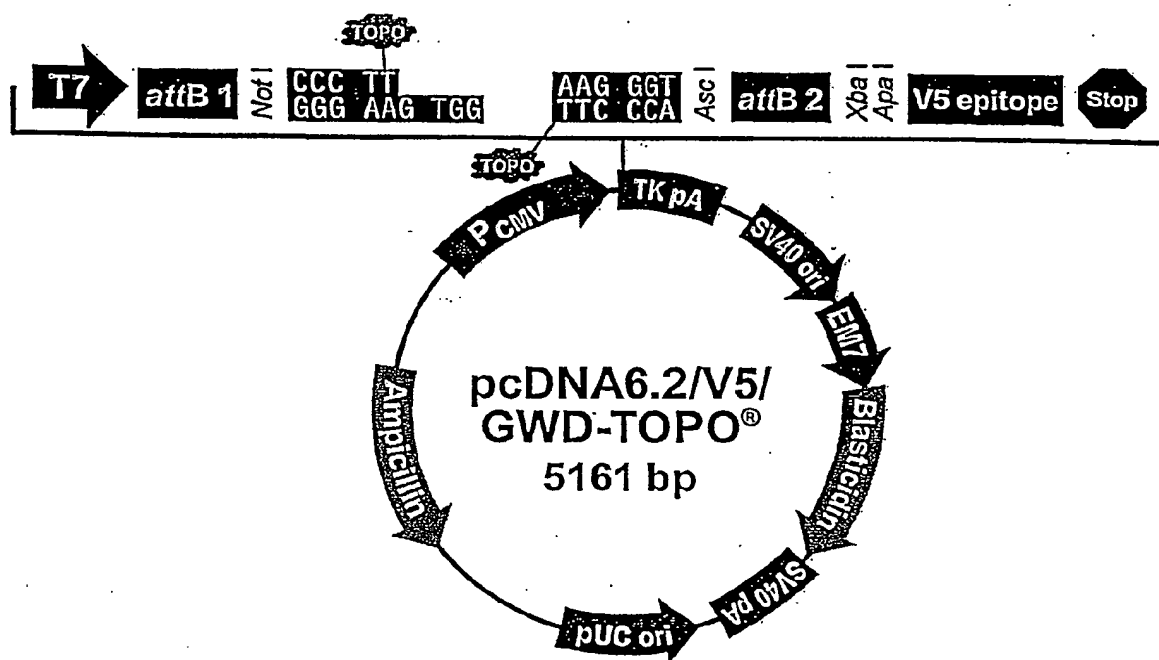 TOPO
T7 attB 1 Not I CCC TT AAG GGT Asc I attB 2 Xba I Apa I V5 epitope Stop
GGG AAG TGG TTC CCA
TOPO
P CMV TK pA SV40 ori
EM7
pcDNA6.2/V5/
GWD-TOPO®
5161 bp
Ampicillin Blasticidin
SV40 pA
pUC ori